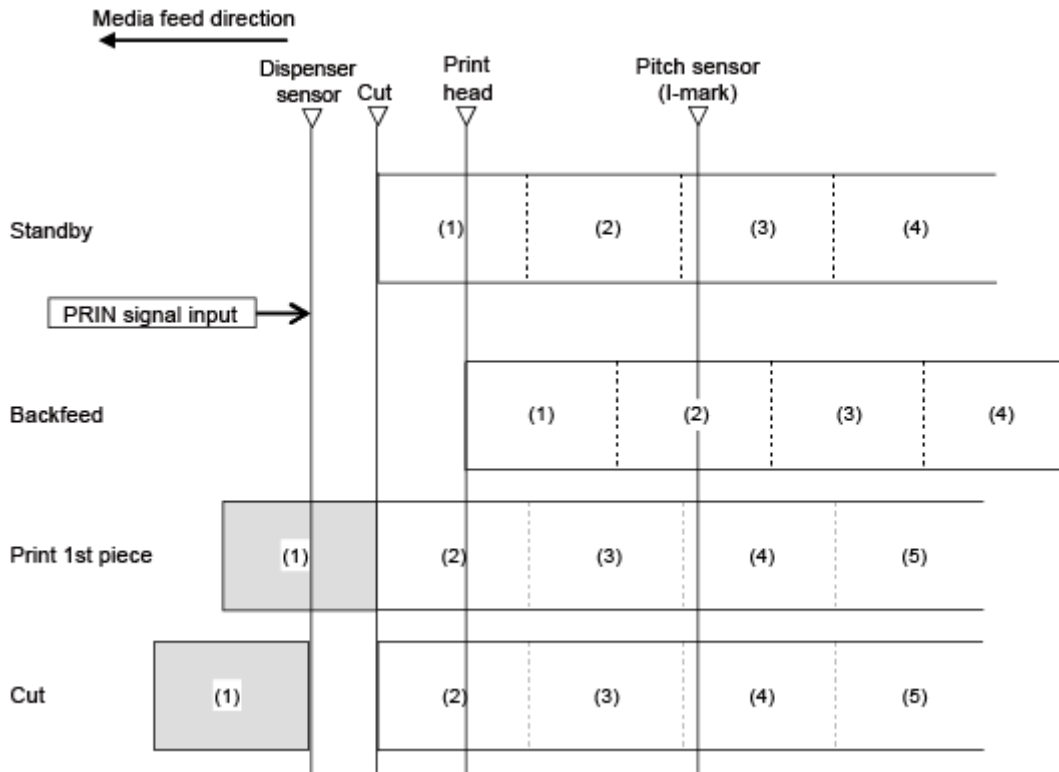 Media feed direction
Dispenser
sensor
Cut
Print
head
Pitch sensor
(I-mark)
Standby
(1)
(2)
(3)
(4)
PRIN signal input
Backfeed
(1)
(2)
(3)
(4)
Print 1st piece
(1)
(2)
(3)
(4)
(5)
Cut
(1)
(2)
(3)
(4)
(5)